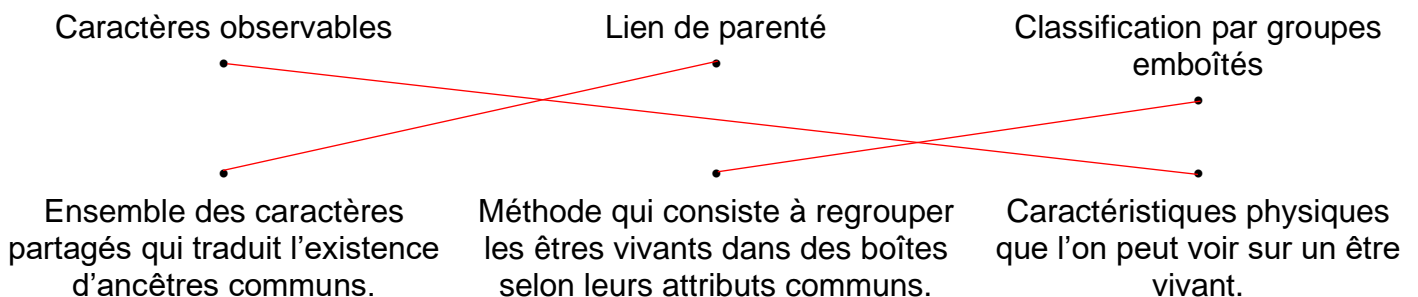 Caractères observables
Lien de parenté
Classification par groupes
emboîtés
Ensemble des caractères
partagés qui traduit l’existence
d’ancêtres communs.
Méthode qui consiste à regrouper
les êtres vivants dans des boîtes
selon leurs attributs communs.
Caractéristiques physiques
que l’on peut voir sur un être
vivant.